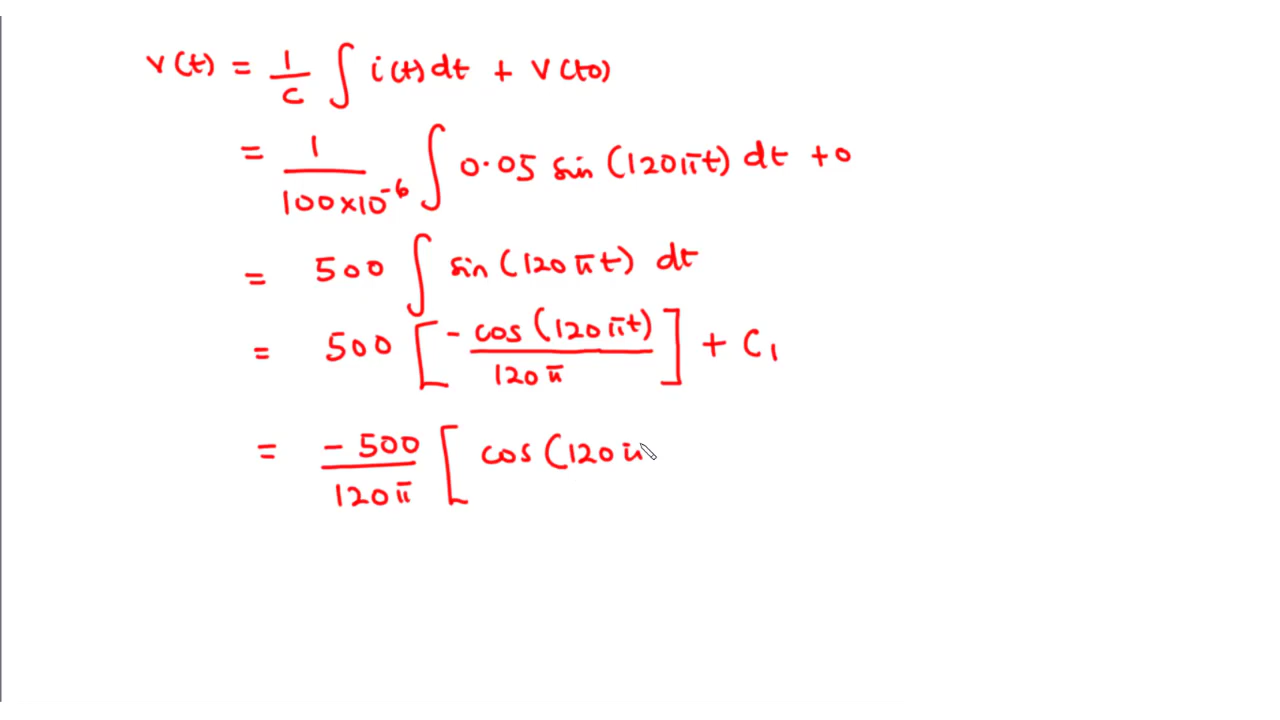 v(t) = 1/c ∫ i(t) dt + v(t0)
= 1/100×10^-6 ∫ 0.05 sin(120πt) dt + 0
= 500 ∫ sin(120πt) dt
= 500 [ -cos(120πt)/120π ] + C1
= -500/120π [ cos(120π